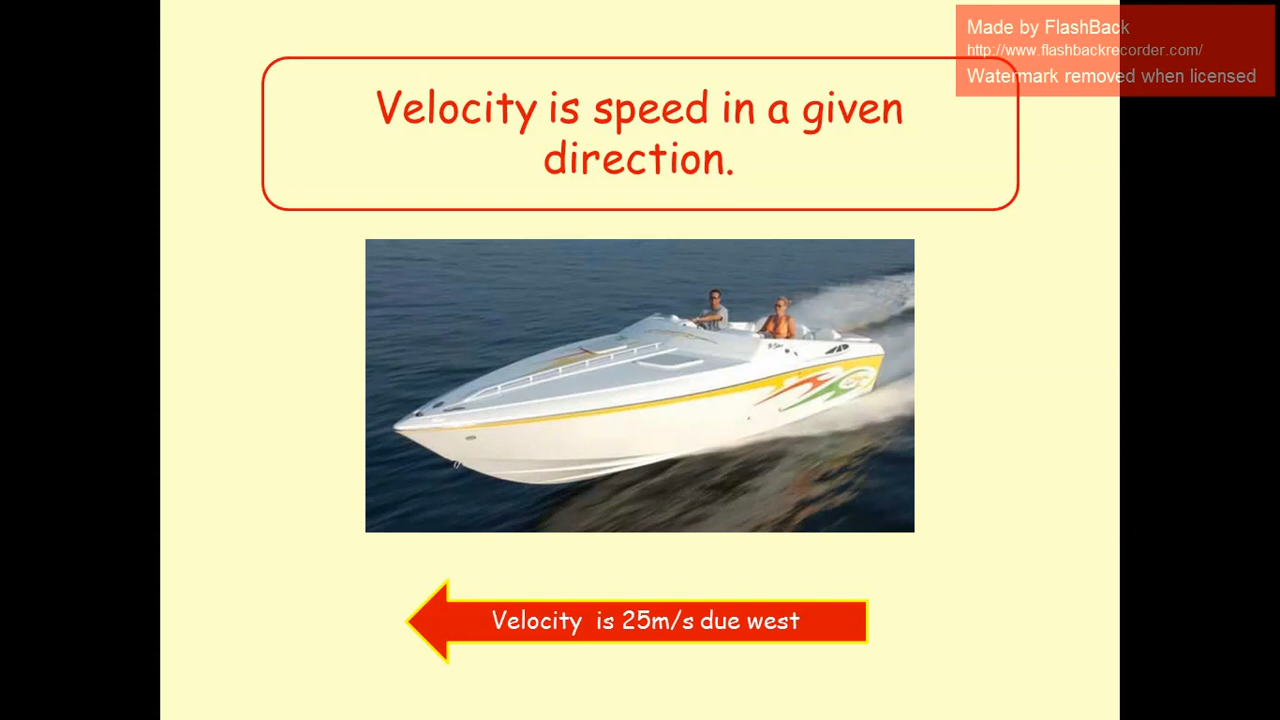 Made by FlashBack
http://www.flashbackrecorder.com/
Watermark removed when licensed
Velocity is speed in a given
direction.
Velocity is 25m/s due west